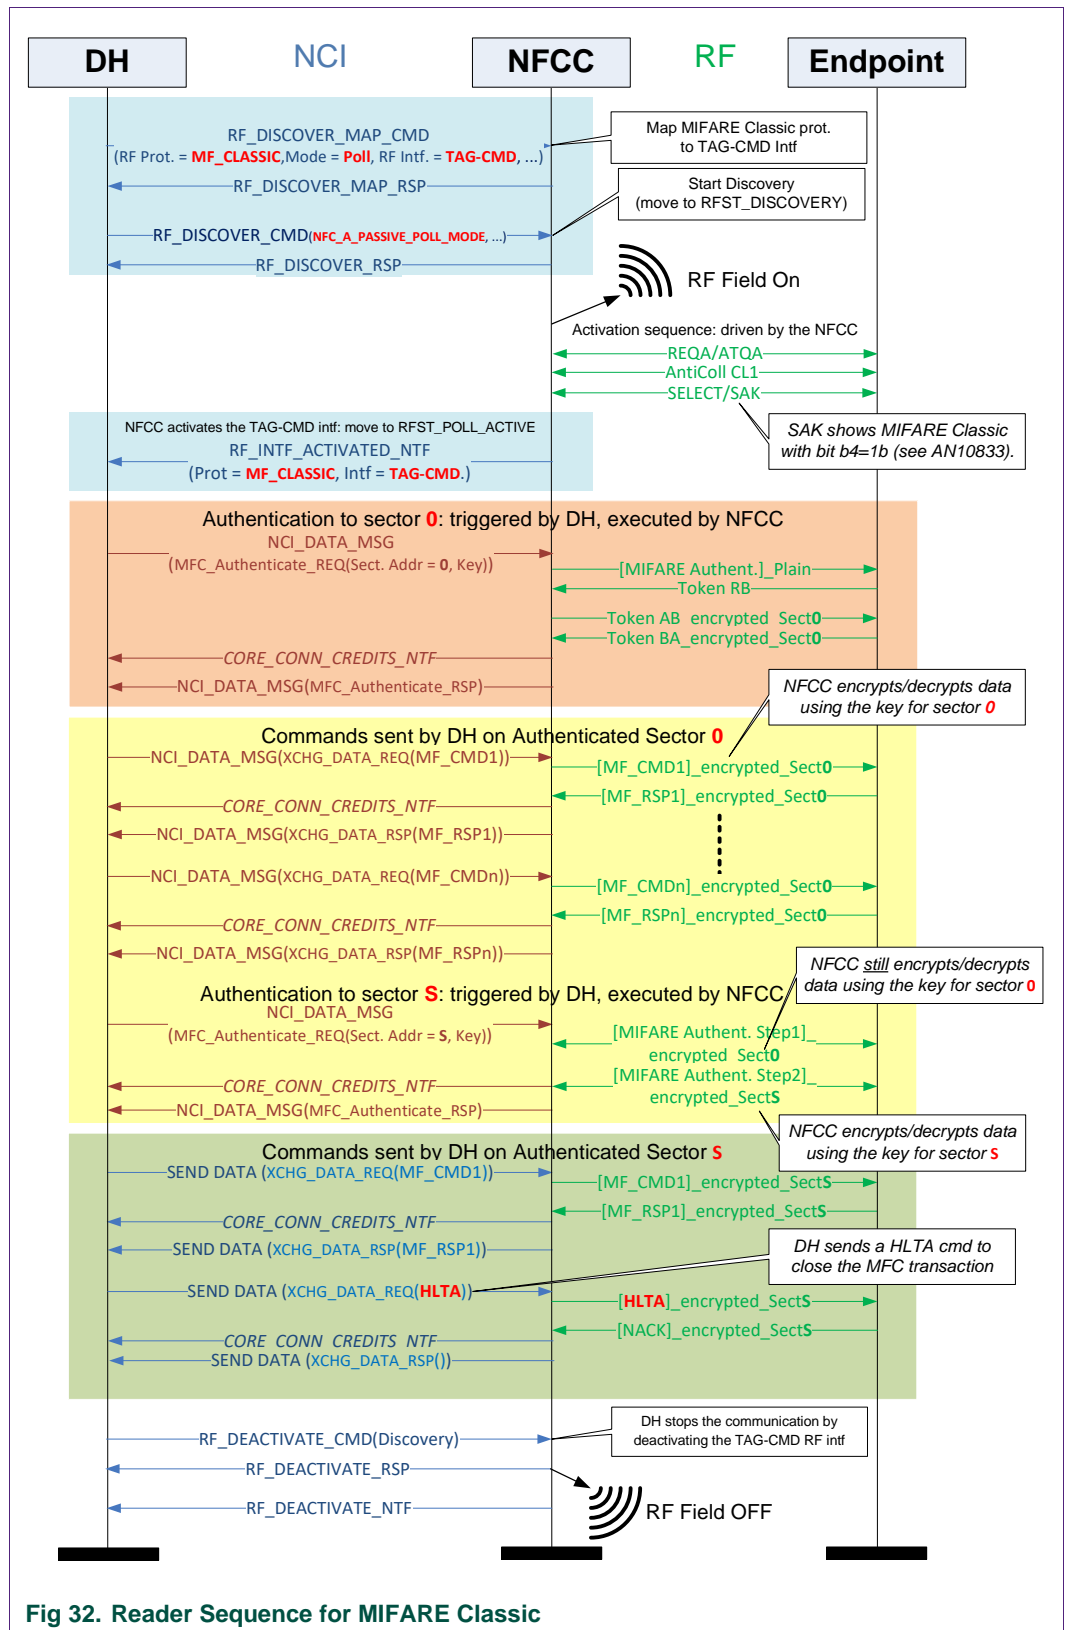 DH
NCI
NFCC
RF
Endpoint
RF_DISCOVER_MAP_CMD
(RF Prot. = MF_CLASSIC,Mode = Poll, RF Intf. = TAG-CMD, ...)
Map MIFARE Classic prot.
to TAG-CMD Intf
RF_DISCOVER_MAP_RSP
Start Discovery
(move to RFST_DISCOVERY)
RF_DISCOVER_CMD(NFC_A_PASSIVE_POLL_MODE, ...)
RF_DISCOVER_RSP
RF Field On
Activation sequence: driven by the NFCC
REQA/ATQA
AntiColl CL1
SELECT/SAK
SAK shows MIFARE Classic
with bit b4=1b (see AN10833).
NFCC activates the TAG-CMD intf: move to RFST_POLL_ACTIVE
RF_INTF_ACTIVATED_NTF
(Prot = MF_CLASSIC, Intf = TAG-CMD.)
Authentication to sector 0: triggered by DH, executed by NFCC
NCI_DATA_MSG
(MFC_Authenticate_REQ(Sect. Addr = 0, Key))
[MIFARE Authent.]_Plain
Token RB
Token AB_encrypted_Sect0
Token BA_encrypted_Sect0
CORE_CONN_CREDITS_NTF
NCI_DATA_MSG(MFC_Authenticate_RSP)
NFCC encrypts/decrypts data
using the key for sector 0
Commands sent by DH on Authenticated Sector 0
NCI_DATA_MSG(XCHG_DATA_REQ(MF_CMD1))
[MF_CMD1]_encrypted_Sect0
[MF_RSP1]_encrypted_Sect0
CORE_CONN_CREDITS_NTF
NCI_DATA_MSG(XCHG_DATA_RSP(MF_RSP1))
NCI_DATA_MSG(XCHG_DATA_REQ(MF_CMDn))
[MF_CMDn]_encrypted_Sect0
[MF_RSPn]_encrypted_Sect0
CORE_CONN_CREDITS_NTF
NCI_DATA_MSG(XCHG_DATA_RSP(MF_RSPn))
NFCC still encrypts/decrypts
data using the key for sector 0
Authentication to sector S: triggered by DH, executed by NFCC
NCI_DATA_MSG
(MFC_Authenticate_REQ(Sect. Addr = S, Key))
[MIFARE Authent. Step1]_
encrypted_Sect0
[MIFARE Authent. Step2]_
encrypted_SectS
CORE_CONN_CREDITS_NTF
NCI_DATA_MSG(MFC_Authenticate_RSP)
NFCC encrypts/decrypts data
using the key for sector S
Commands sent by DH on Authenticated Sector S
SEND DATA (XCHG_DATA_REQ(MF_CMD1))
[MF_CMD1]_encrypted_SectS
[MF_RSP1]_encrypted_SectS
CORE_CONN_CREDITS_NTF
SEND DATA (XCHG_DATA_RSP(MF_RSP1))
DH sends a HLTA cmd to
close the MFC transaction
SEND DATA (XCHG_DATA_REQ(HLTA))
[HLTA]_encrypted_SectS
[NACK]_encrypted_SectS
CORE_CONN_CREDITS_NTF
SEND DATA (XCHG_DATA_RSP())
DH stops the communication by
deactivating the TAG-CMD RF intf
RF_DEACTIVATE_CMD(Discovery)
RF_DEACTIVATE_RSP
RF_DEACTIVATE_NTF
RF Field OFF
Fig 32. Reader Sequence for MIFARE Classic